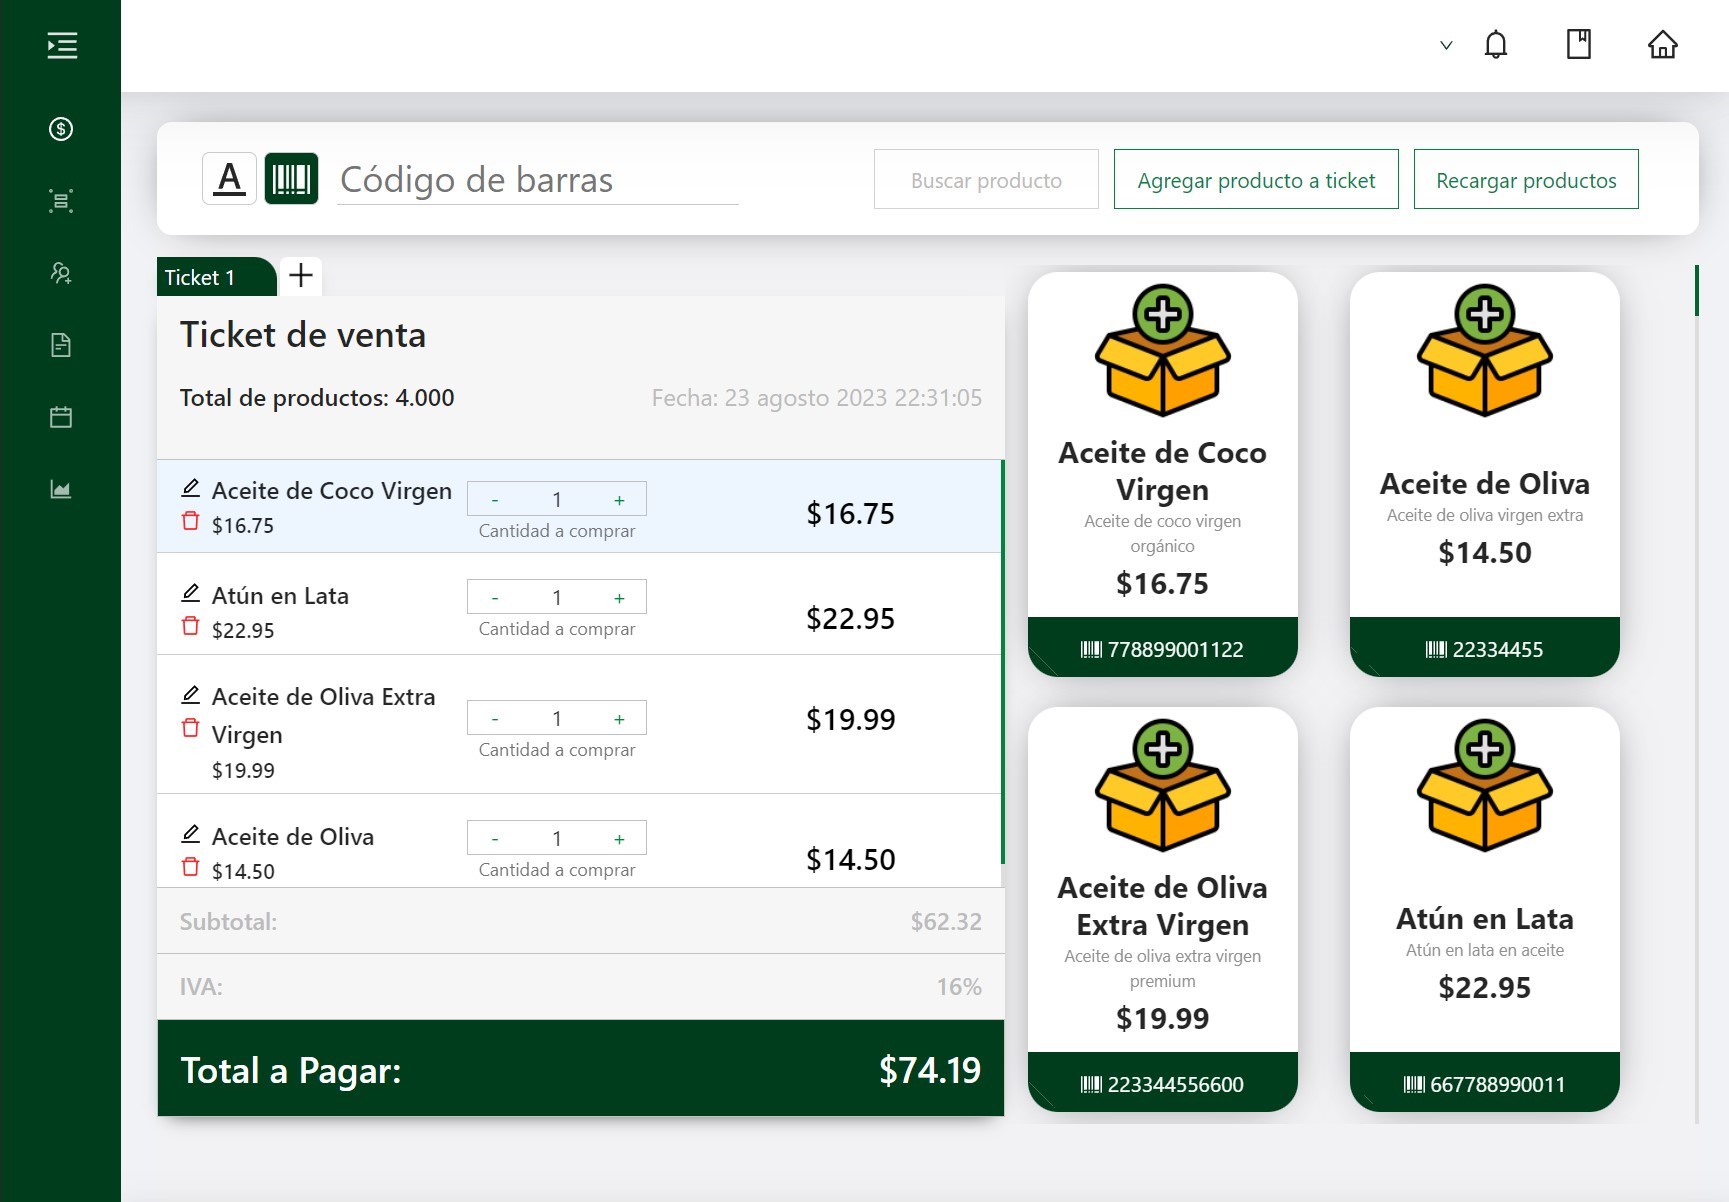 A
Código de barras
Buscar producto
Agregar producto a ticket
Recargar productos
Ticket 1
Ticket de venta
Total de productos: 4.000
Fecha: 23 agosto 2023 22:31:05
Aceite de Coco Virgen
$16.75
- 1 +
Cantidad a comprar
$16.75
Atún en Lata
$22.95
- 1 +
Cantidad a comprar
$22.95
Aceite de Oliva Extra
Virgen
$19.99
- 1 +
Cantidad a comprar
$19.99
Aceite de Oliva
$14.50
- 1 +
Cantidad a comprar
$14.50
Subtotal: $62.32
IVA: 16%
Total a Pagar: $74.19
Aceite de Coco
Virgen
Aceite de coco virgen
orgánico
$16.75
778899001122
Aceite de Oliva
Aceite de oliva virgen extra
$14.50
22334455
Aceite de Oliva
Extra Virgen
Aceite de oliva extra virgen
premium
$19.99
223344556600
Atún en Lata
Atún en lata en aceite
$22.95
667788990011